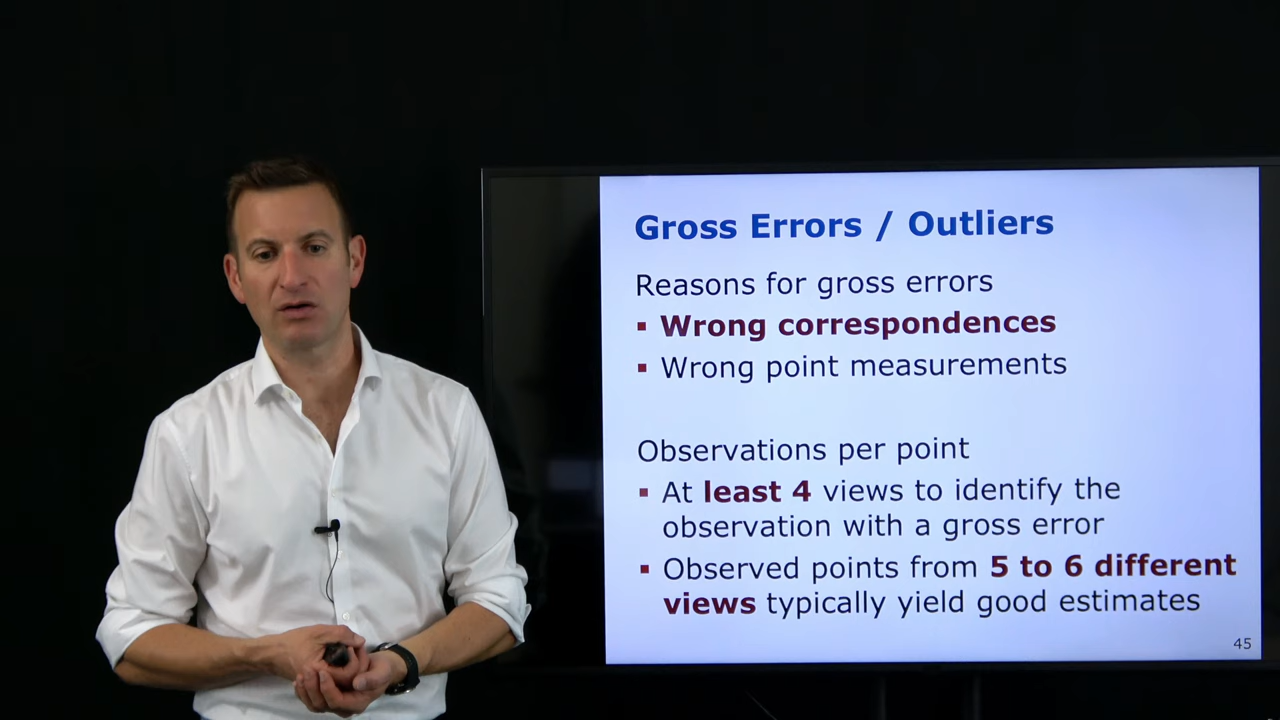 Gross Errors / Outliers
Reasons for gross errors
▪ Wrong correspondences
▪ Wrong point measurements
Observations per point
▪ At least 4 views to identify the
observation with a gross error
▪ Observed points from 5 to 6 different
views typically yield good estimates
45